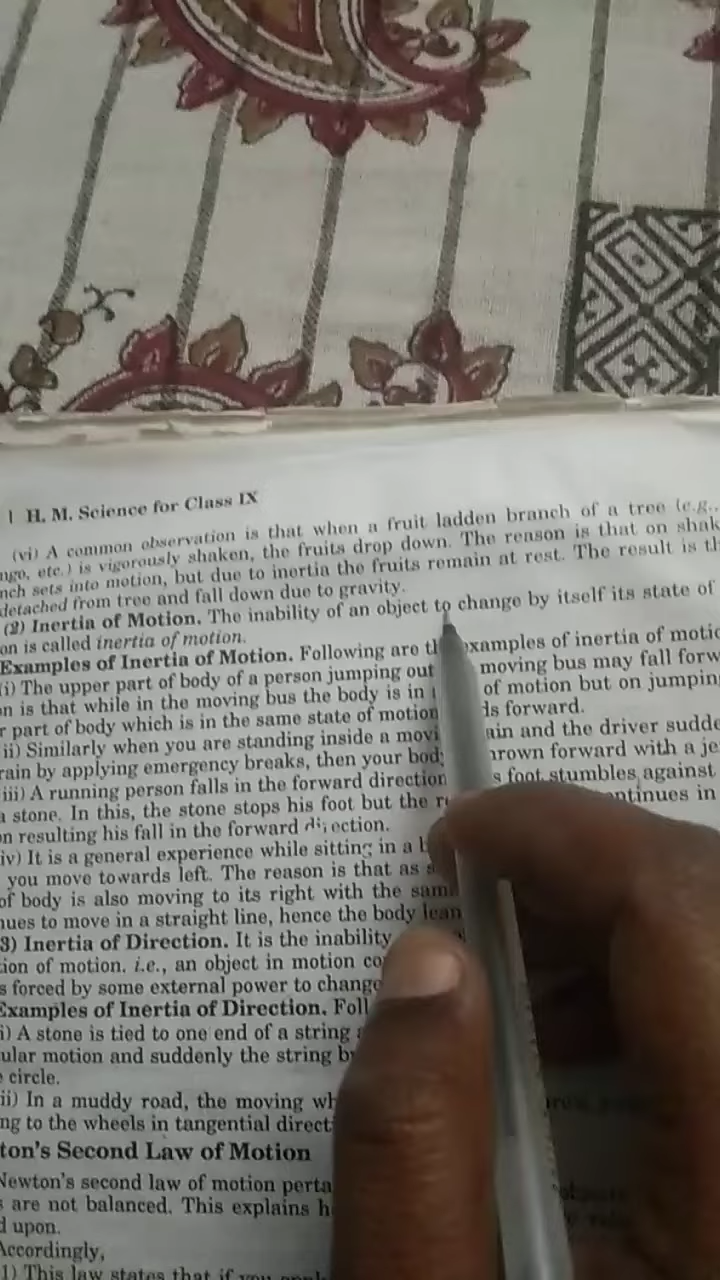 | H. M. Science for Class IX
(vi) A common observation is that when a fruit ladden branch of a tree (e.g.,
ngo, etc.) is vigorously shaken, the fruits drop down. The reason is that on shak
nch sets into motion, but due to inertia the fruits remain at rest. The result is th
detached from tree and fall down due to gravity.
(2) Inertia of Motion. The inability of an object to change by itself its state of
on is called inertia of motion.
Examples of Inertia of Motion. Following are th examples of inertia of motio
i) The upper part of body of a person jumping out moving bus may fall forw
n is that while in the moving bus the body is in of motion but on jumpin
r part of body which is in the same state of motion ds forward.
ii) Similarly when you are standing inside a movi ain and the driver sudde
rain by applying emergency breaks, then your body hrown forward with a je
iii) A running person falls in the forward direction s foot stumbles against
a stone. In this, the stone stops his foot but the r ontinues in
on resulting his fall in the forward direction.
iv) It is a general experience while sitting in a b
you move towards left. The reason is that as s
of body is also moving to its right with the same
nues to move in a straight line, hence the body lean
3) Inertia of Direction. It is the inability
ion of motion. i.e., an object in motion co
s forced by some external power to change
Examples of Inertia of Direction. Foll
i) A stone is tied to one end of a string a
ular motion and suddenly the string b
circle.
ii) In a muddy road, the moving wh
ng to the wheels in tangential direct
ton's Second Law of Motion
Newton's second law of motion perta
s are not balanced. This explains h
d upon.
Accordingly,
1) This law states that if you